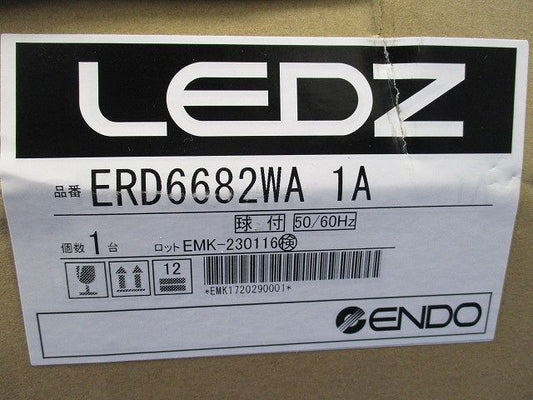 LEDZ
品番 ERD6682WA 1A
球付 50/60Hz
個数 1台 ロット EMK-230116 検
12
*EMK1720290001*
ENDO